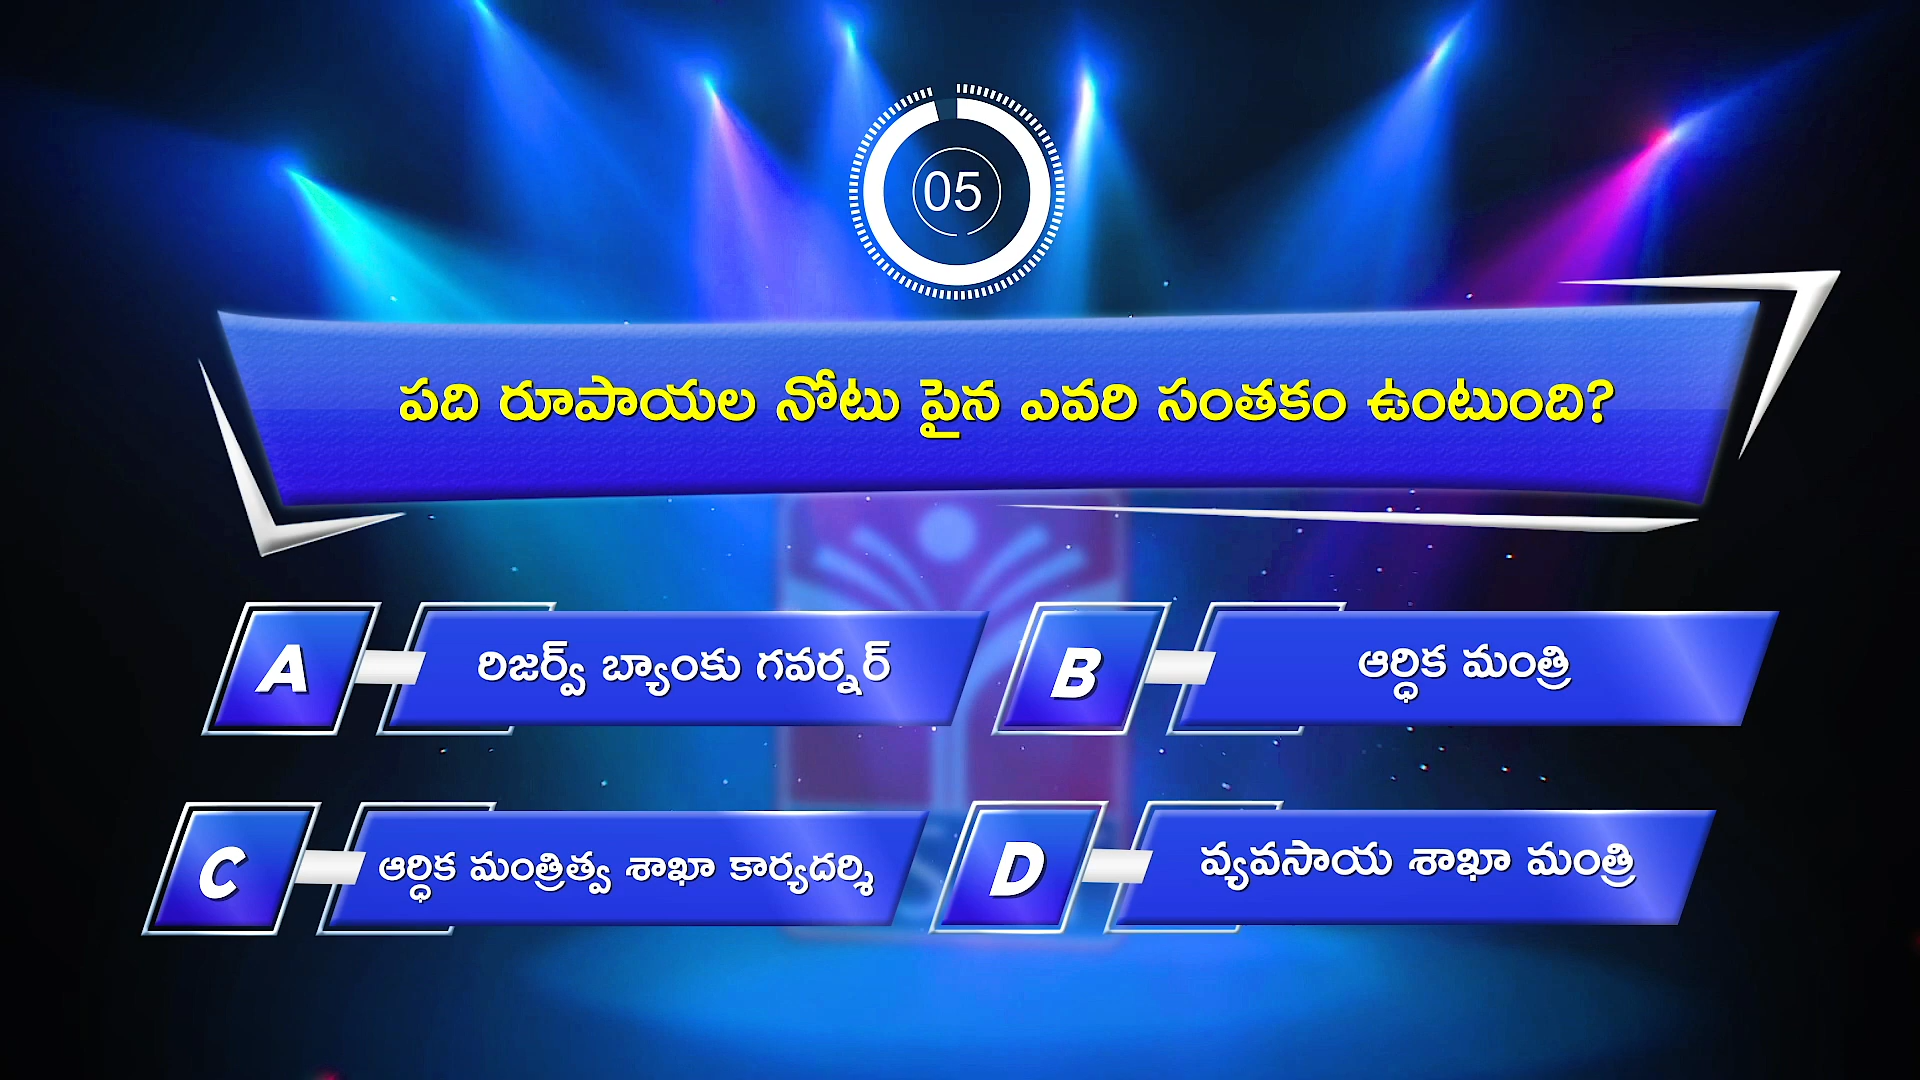 05
పది రూపాయల నోటు పైన ఎవరి సంతకం ఉంటుంది?
A రిజర్వ్ బ్యాంకు గవర్నర్
B ఆర్ధిక మంత్రి
C ఆర్ధిక మంత్రిత్వ శాఖా కార్యదర్శి
D వ్యవసాయ శాఖా మంత్రి